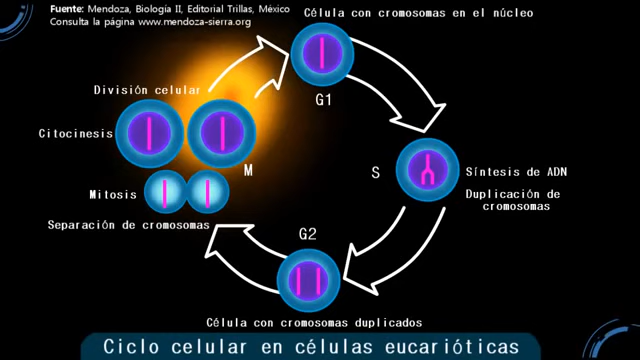 Fuente: Mendoza, Biología II, Editorial Trillas, México
Consulta la página www.mendoza-sierra.org
Célula con cromosomas en el núcleo
División celular
G1
Citocinesis
M
S
Síntesis de ADN
Mitosis
Duplicación de
cromosomas
Separación de cromosomas
G2
Célula con cromosomas duplicados
Ciclo celular en células eucarióticas